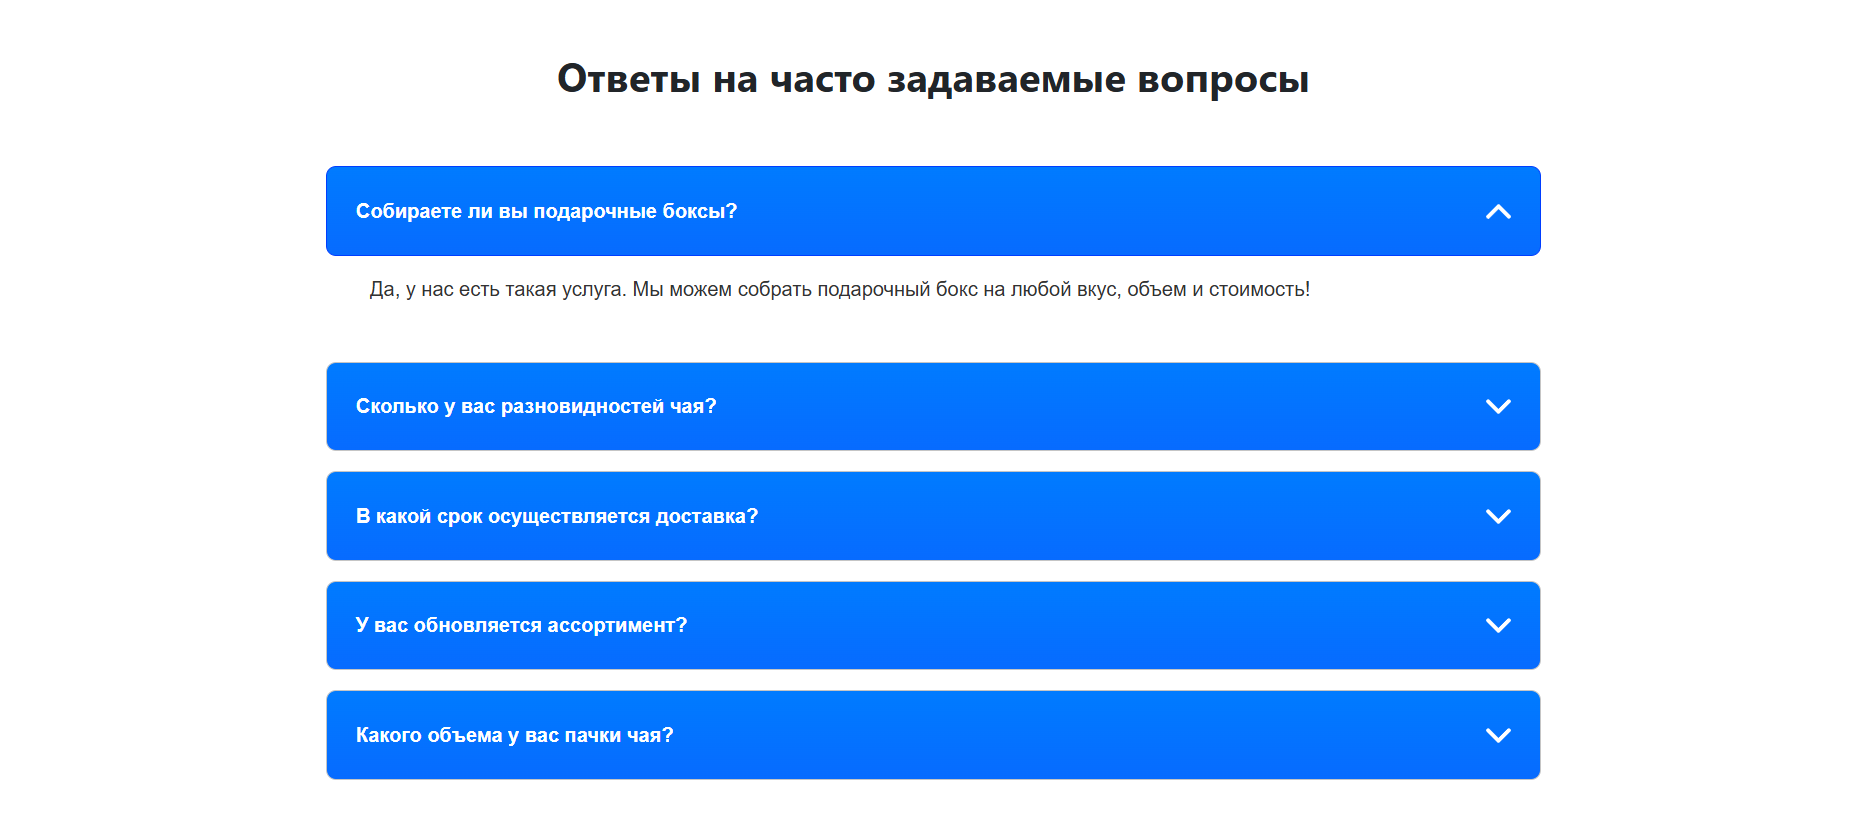 Ответы на часто задаваемые вопросы
Собираете ли вы подарочные боксы?
Да, у нас есть такая услуга. Мы можем собрать подарочный бокс на любой вкус, объем и стоимость!
Сколько у вас разновидностей чая?
В какой срок осуществляется доставка?
У вас обновляется ассортимент?
Какого объема у вас пачки чая?